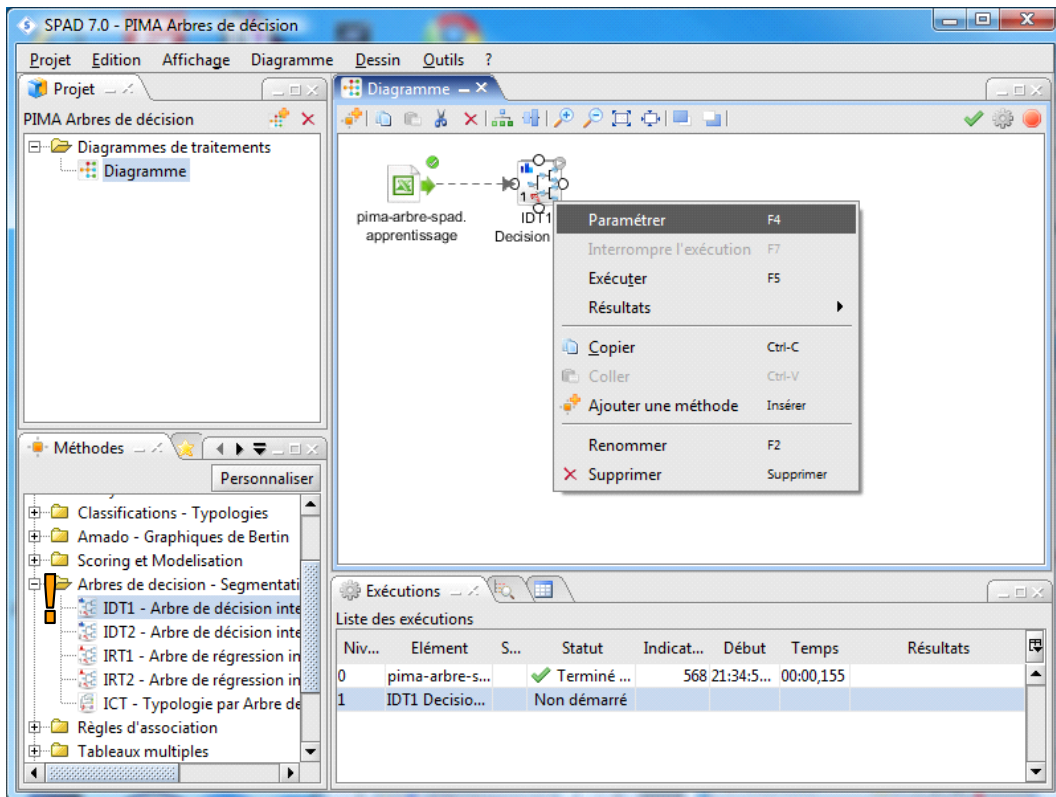 SPAD 7.0 - PIMA Arbres de décision
Projet Edition Affichage Diagramme Dessin Outils ?
Projet
PIMA Arbres de décision
Diagrammes de traitements
Diagramme
Diagramme
pima-arbre-spad.
apprentissage
IDT1
Decision
Paramétrer F4
Interrompre l'exécution F7
Exécuter F5
Résultats
Copier Ctrl-C
Coller Ctrl-V
Ajouter une méthode Insérer
Renommer F2
Supprimer Supprimer
Méthodes
Personnaliser
Classifications - Typologies
Amado - Graphiques de Bertin
Scoring et Modelisation
Arbres de decision - Segmentati
IDT1 - Arbre de décision inte
IDT2 - Arbre de décision inte
IRT1 - Arbre de régression in
IRT2 - Arbre de régression in
ICT - Typologie par Arbre de
Règles d'association
Tableaux multiples
Exécutions
Liste des exécutions
Niv... Elément S... Statut Indicat... Début Temps Résultats
0 pima-arbre-s... Terminé ... 568 21:34:5... 00:00,155
1 IDT1 Decisio... Non démarré